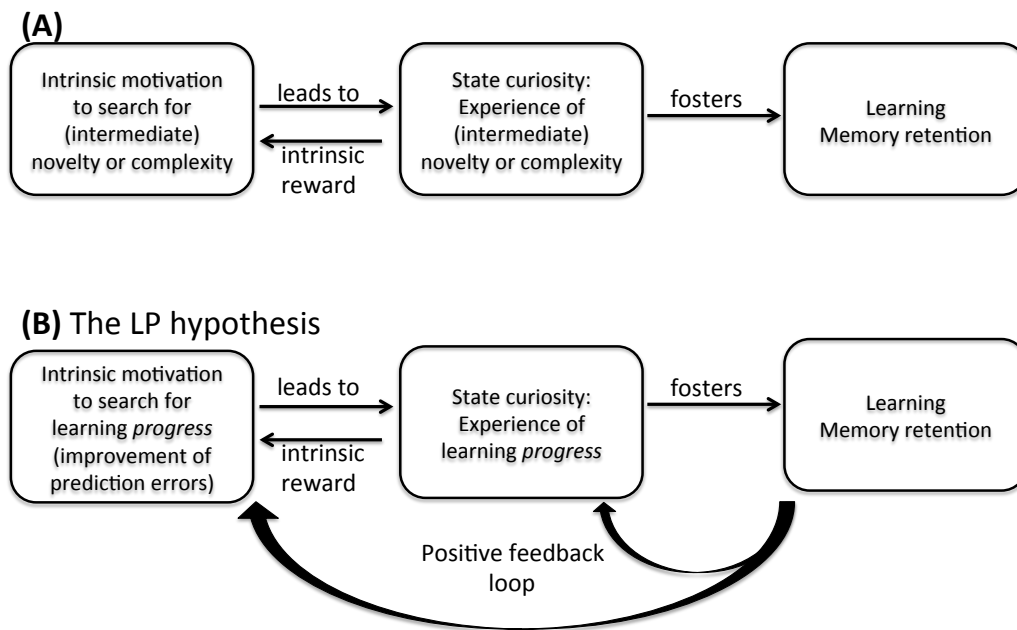 (A)
Intrinsic motivation
to search for
(intermediate)
novelty or complexity
leads to
intrinsic
reward
State curiosity:
Experience of
(intermediate)
novelty or complexity
fosters
Learning
Memory retention
(B) The LP hypothesis
Intrinsic motivation
to search for
learning progress
(improvement of
prediction errors)
leads to
intrinsic
reward
State curiosity:
Experience of
learning progress
fosters
Learning
Memory retention
Positive feedback
loop